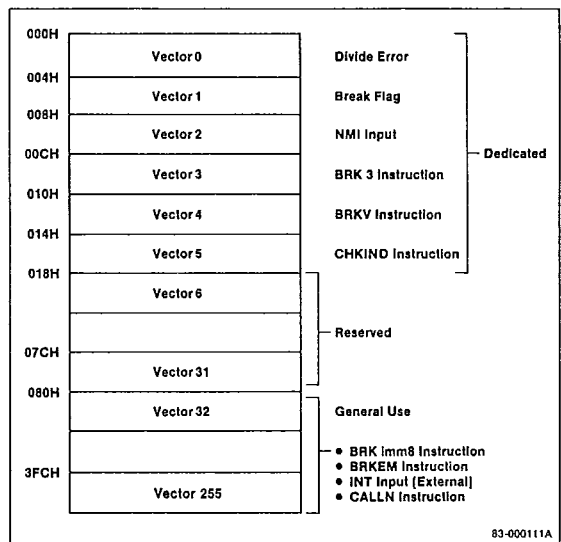 000H
Vector 0 Divide Error
004H
Vector 1 Break Flag
008H
Vector 2 NMI Input
00CH Dedicated
Vector 3 BRK 3 Instruction
010H
Vector 4 BRKV Instruction
014H
Vector 5 CHKIND Instruction
018H
Vector 6
Reserved
07CH
Vector 31
080H
Vector 32 General Use
● BRK imm8 Instruction
● BRKEM Instruction
3FCH ● INT Input [External]
Vector 255 ● CALLN Instruction
83-000111A